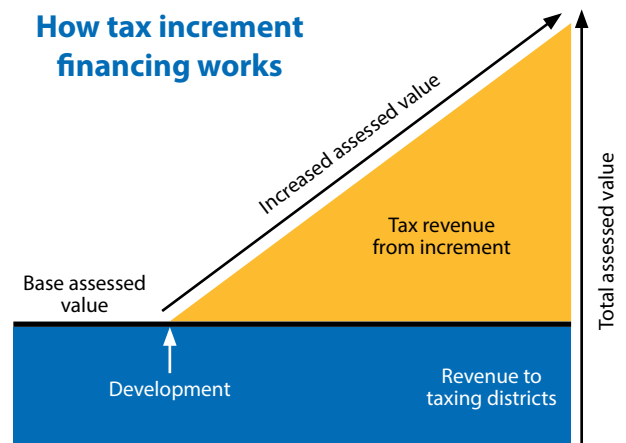 How tax increment
financing works
Increased assessed value
Total assessed value
Tax revenue
from increment
Base assessed
value
Development
Revenue to
taxing districts